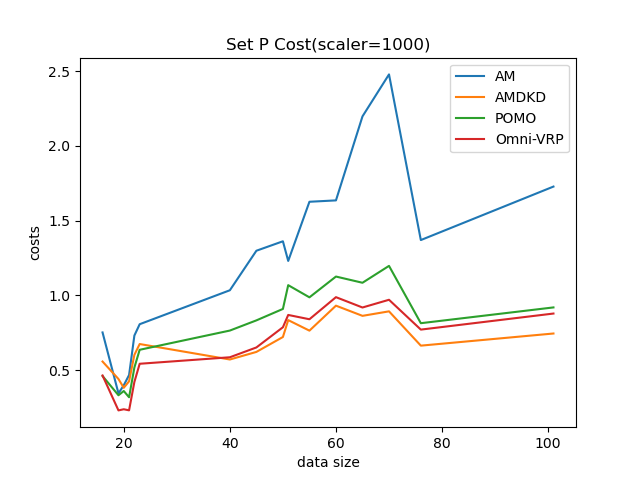 Set P Cost(scaler=1000)
AM
AMDKD
POMO
Omni-VRP
costs
2.5
2.0
1.5
1.0
0.5
20 40 60 80 100
data size